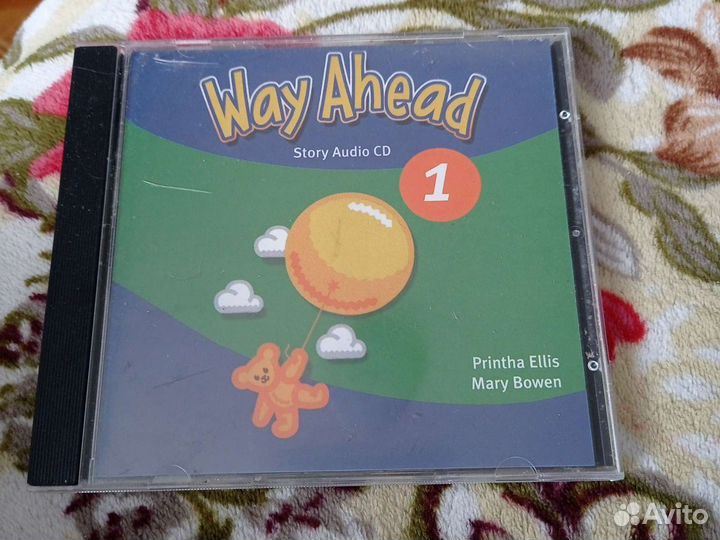 Way Ahead
Story Audio CD
1
Printha Ellis
Mary Bowen
Avito